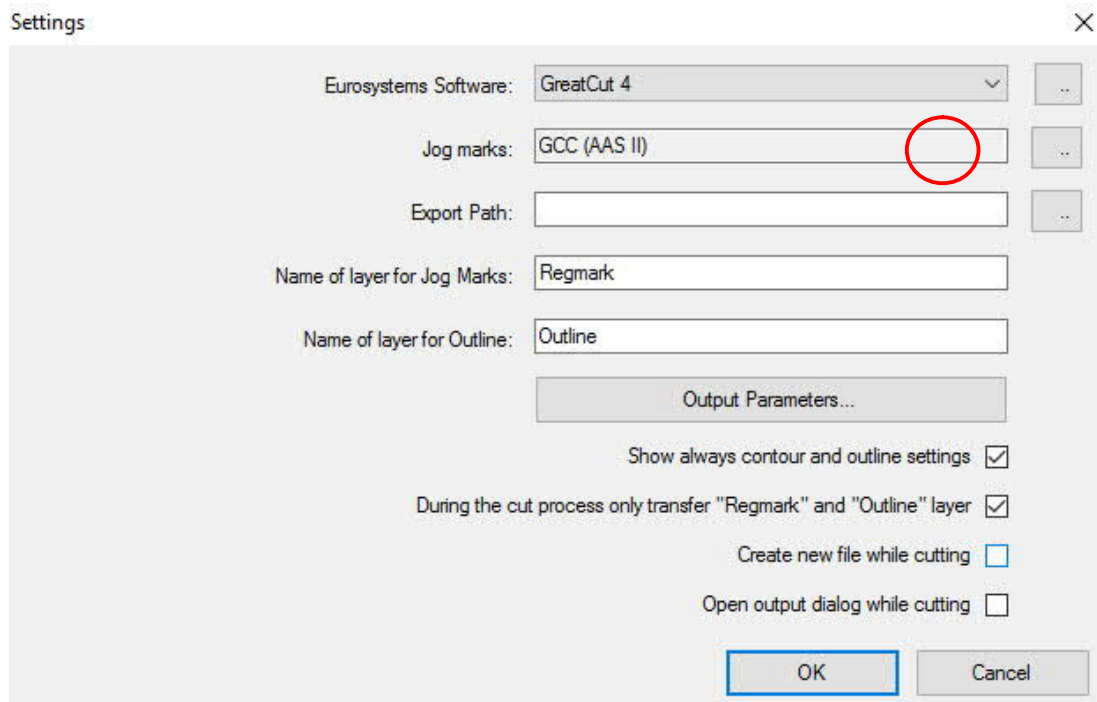 Settings
Eurosystems Software: GreatCut 4 ..
Jog marks: GCC (AAS II) ..
Export Path: ..
Name of layer for Jog Marks: Regmark
Name of layer for Outline: Outline
Output Parameters...
Show always contour and outline settings
During the cut process only transfer "Regmark" and "Outline" layer
Create new file while cutting
Open output dialog while cutting
OK Cancel